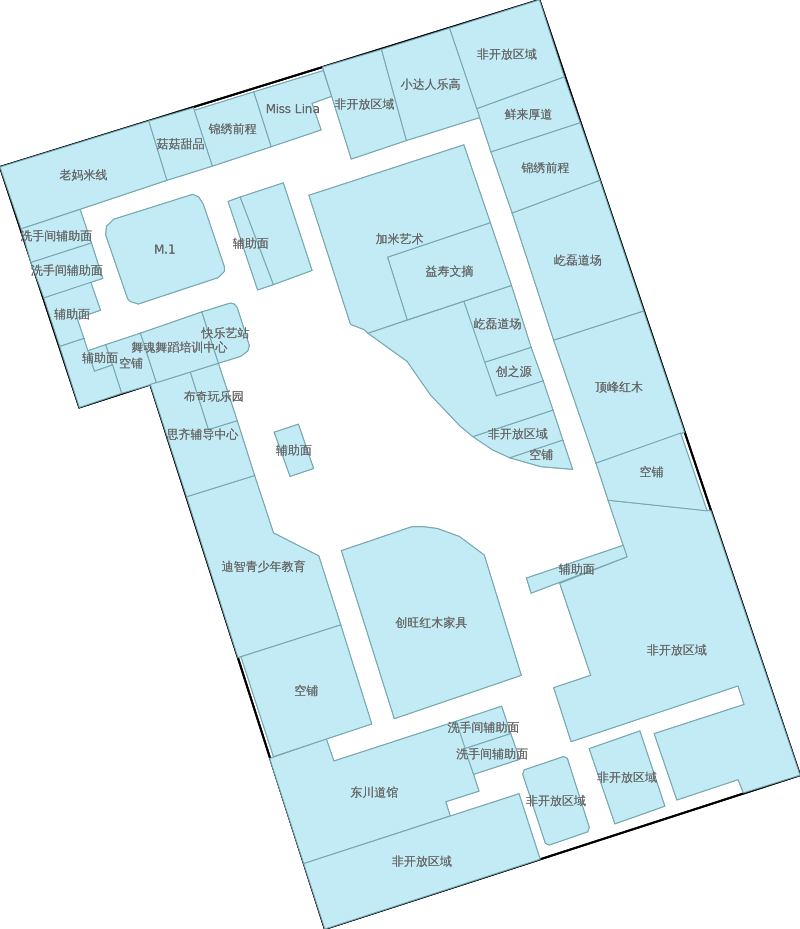 非开放区域
小达人乐高
非开放区域
Miss Lina
鲜来厚道
锦绣前程
菇菇甜品
锦绣前程
老妈米线
洗手间辅助面
M.1
辅助面
加米艺术
屹磊道场
洗手间辅助面
益寿文摘
辅助面
屹磊道场
快乐艺站
舞魂舞蹈培训中心
辅助面
空铺
创之源
顶峰红木
布奇玩乐园
思齐辅导中心
非开放区域
辅助面
空铺
空铺
迪智青少年教育
辅助面
创旺红木家具
非开放区域
空铺
洗手间辅助面
洗手间辅助面
非开放区域
东川道馆
非开放区域
非开放区域